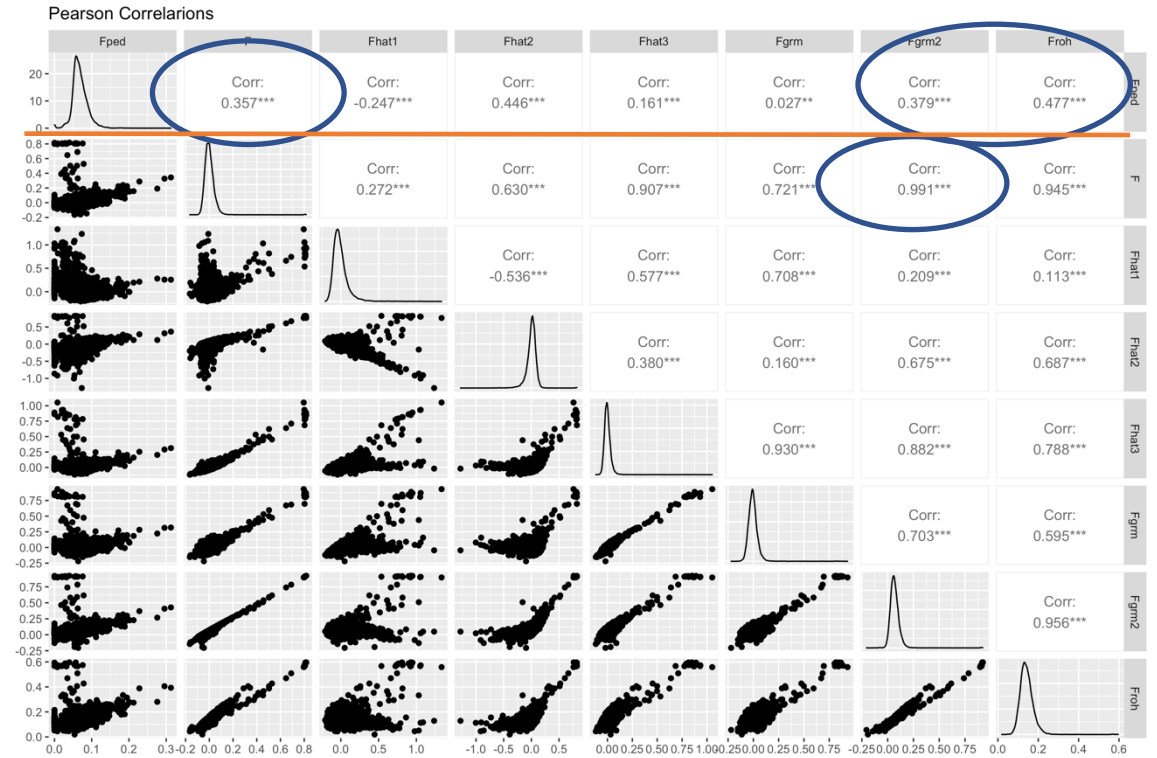 Pearson Correlarions
Fped F Fhat1 Fhat2 Fhat3 Fgrm Fgrm2 Froh
20
10
0
Corr:
0.357***
Corr:
-0.247***
Corr:
0.446***
Corr:
0.161***
Corr:
0.027**
Corr:
0.379***
Corr:
0.477***
Fped
0.8
0.6
0.4
0.2
0.0
-0.2
Corr:
0.272***
Corr:
0.630***
Corr:
0.907***
Corr:
0.721***
Corr:
0.991***
Corr:
0.945***
F
1.0
0.5
0.0
Corr:
-0.536***
Corr:
0.577***
Corr:
0.708***
Corr:
0.209***
Corr:
0.113***
Fhat1
0.5
0.0
-0.5
-1.0
Corr:
0.380***
Corr:
0.160***
Corr:
0.675***
Corr:
0.687***
Fhat2
1.00
0.75
0.50
0.25
0.00
Corr:
0.930***
Corr:
0.882***
Corr:
0.788***
Fhat3
0.75
0.50
0.25
0.00
-0.25
Corr:
0.703***
Corr:
0.595***
Fgrm
0.75
0.50
0.25
0.00
-0.25
Corr:
0.956***
Fgrm2
0.6
0.4
0.2
0.0
Froh
0.0 0.1 0.2 0.3 -0.2 0.0 0.2 0.4 0.6 0.8 0.0 0.5 1.0 -1.0 -0.5 0.0 0.5 0.00 0.25 0.50 0.75 1.00 -0.25 0.00 0.25 0.50 0.75 -0.25 0.00 0.25 0.50 0.75 0.0 0.2 0.4 0.6